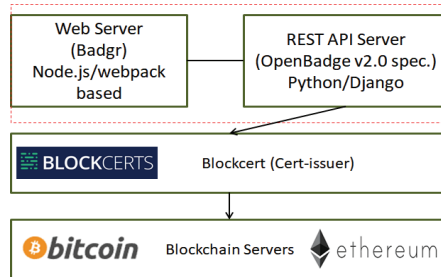 Web Server
(Badgr)
Node.js/webpack
based
REST API Server
(OpenBadge v2.0 spec.)
Python/Django
BLOCKCERTS
Blockcert (Cert-issuer)
bitcoin
Blockchain Servers
ethereum